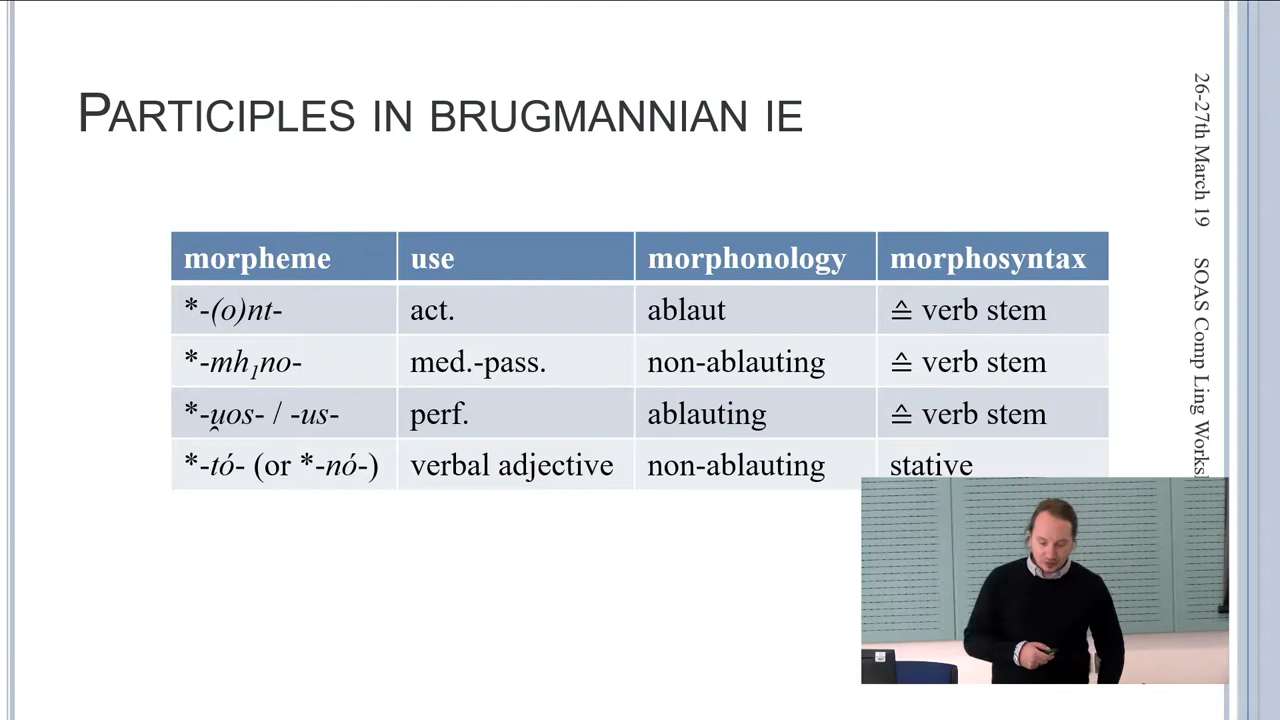 PARTICIPLES IN BRUGMANNIAN IE
morpheme use morphonology morphosyntax
*-(o)nt- act. ablaut ≙ verb stem
*-mh₁no- med.-pass. non-ablauting ≙ verb stem
*-u̯os- / -us- perf. ablauting ≙ verb stem
*-tó- (or *-nó-) verbal adjective non-ablauting stative
26-27th March 19 SOAS Comp Ling Works